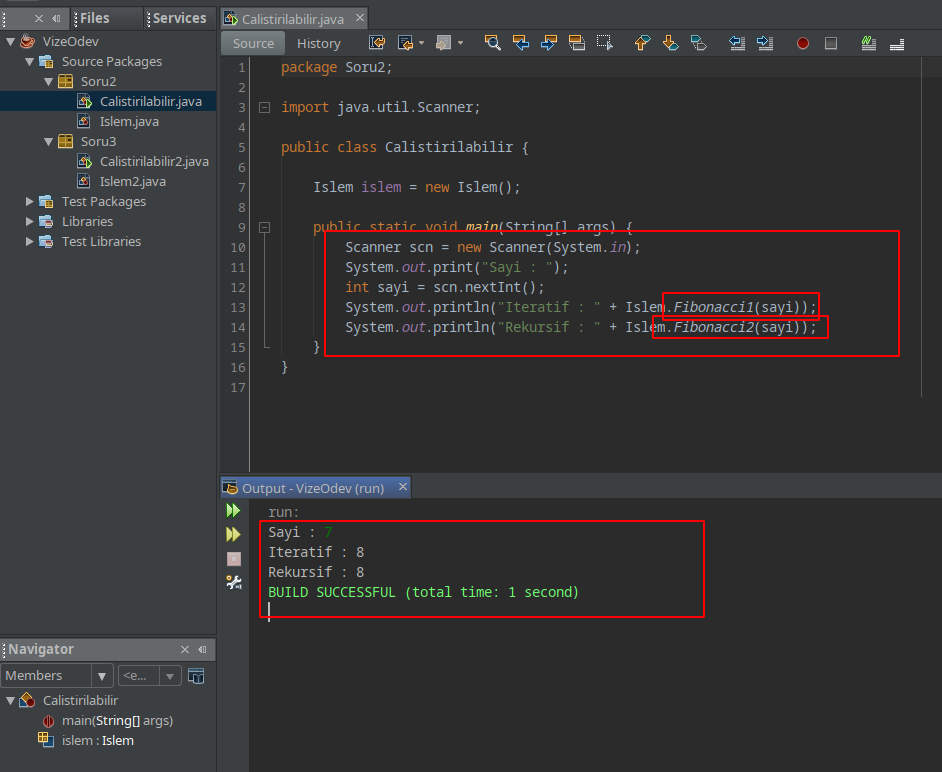 Files
Services
VizeOdev
Source Packages
Soru2
Calistirilabilir.java
Islem.java
Soru3
Calistirilabilir2.java
Islem2.java
Test Packages
Libraries
Test Libraries
Calistirilabilir.java
Source History
1 package Soru2;
2
3 import java.util.Scanner;
4
5 public class Calistirilabilir {
6
7 Islem islem = new Islem();
8
9 public static void main(String[] args) {
10 Scanner scn = new Scanner(System.in);
11 System.out.print("Sayi : ");
12 int sayi = scn.nextInt();
13 System.out.println("Iteratif : " + Islem.Fibonacci1(sayi));
14 System.out.println("Rekursif : " + Islem.Fibonacci2(sayi));
15 }
16 }
17
Output - VizeOdev (run)
run:
Sayi : 7
Iteratif : 8
Rekursif : 8
BUILD SUCCESSFUL (total time: 1 second)
Navigator
Members <e...
Calistirilabilir
main(String[] args)
islem : Islem